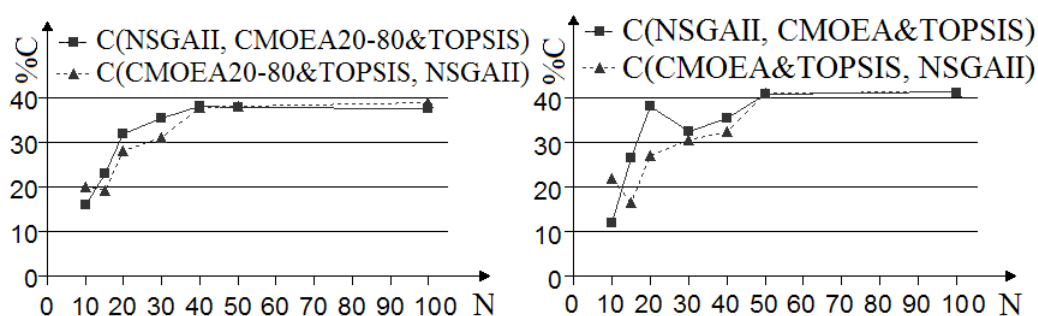 %C
C(NSGAII, CMOEA20-80&TOPSIS)
C(CMOEA20-80&TOPSIS, NSGAII)
40
30
20
10
0
0 10 20 30 40 50 60 70 80 90 100 N
%C
C(NSGAII, CMOEA&TOPSIS)
C(CMOEA&TOPSIS, NSGAII)
40
30
20
10
0
0 10 20 30 40 50 60 70 80 90 100 N